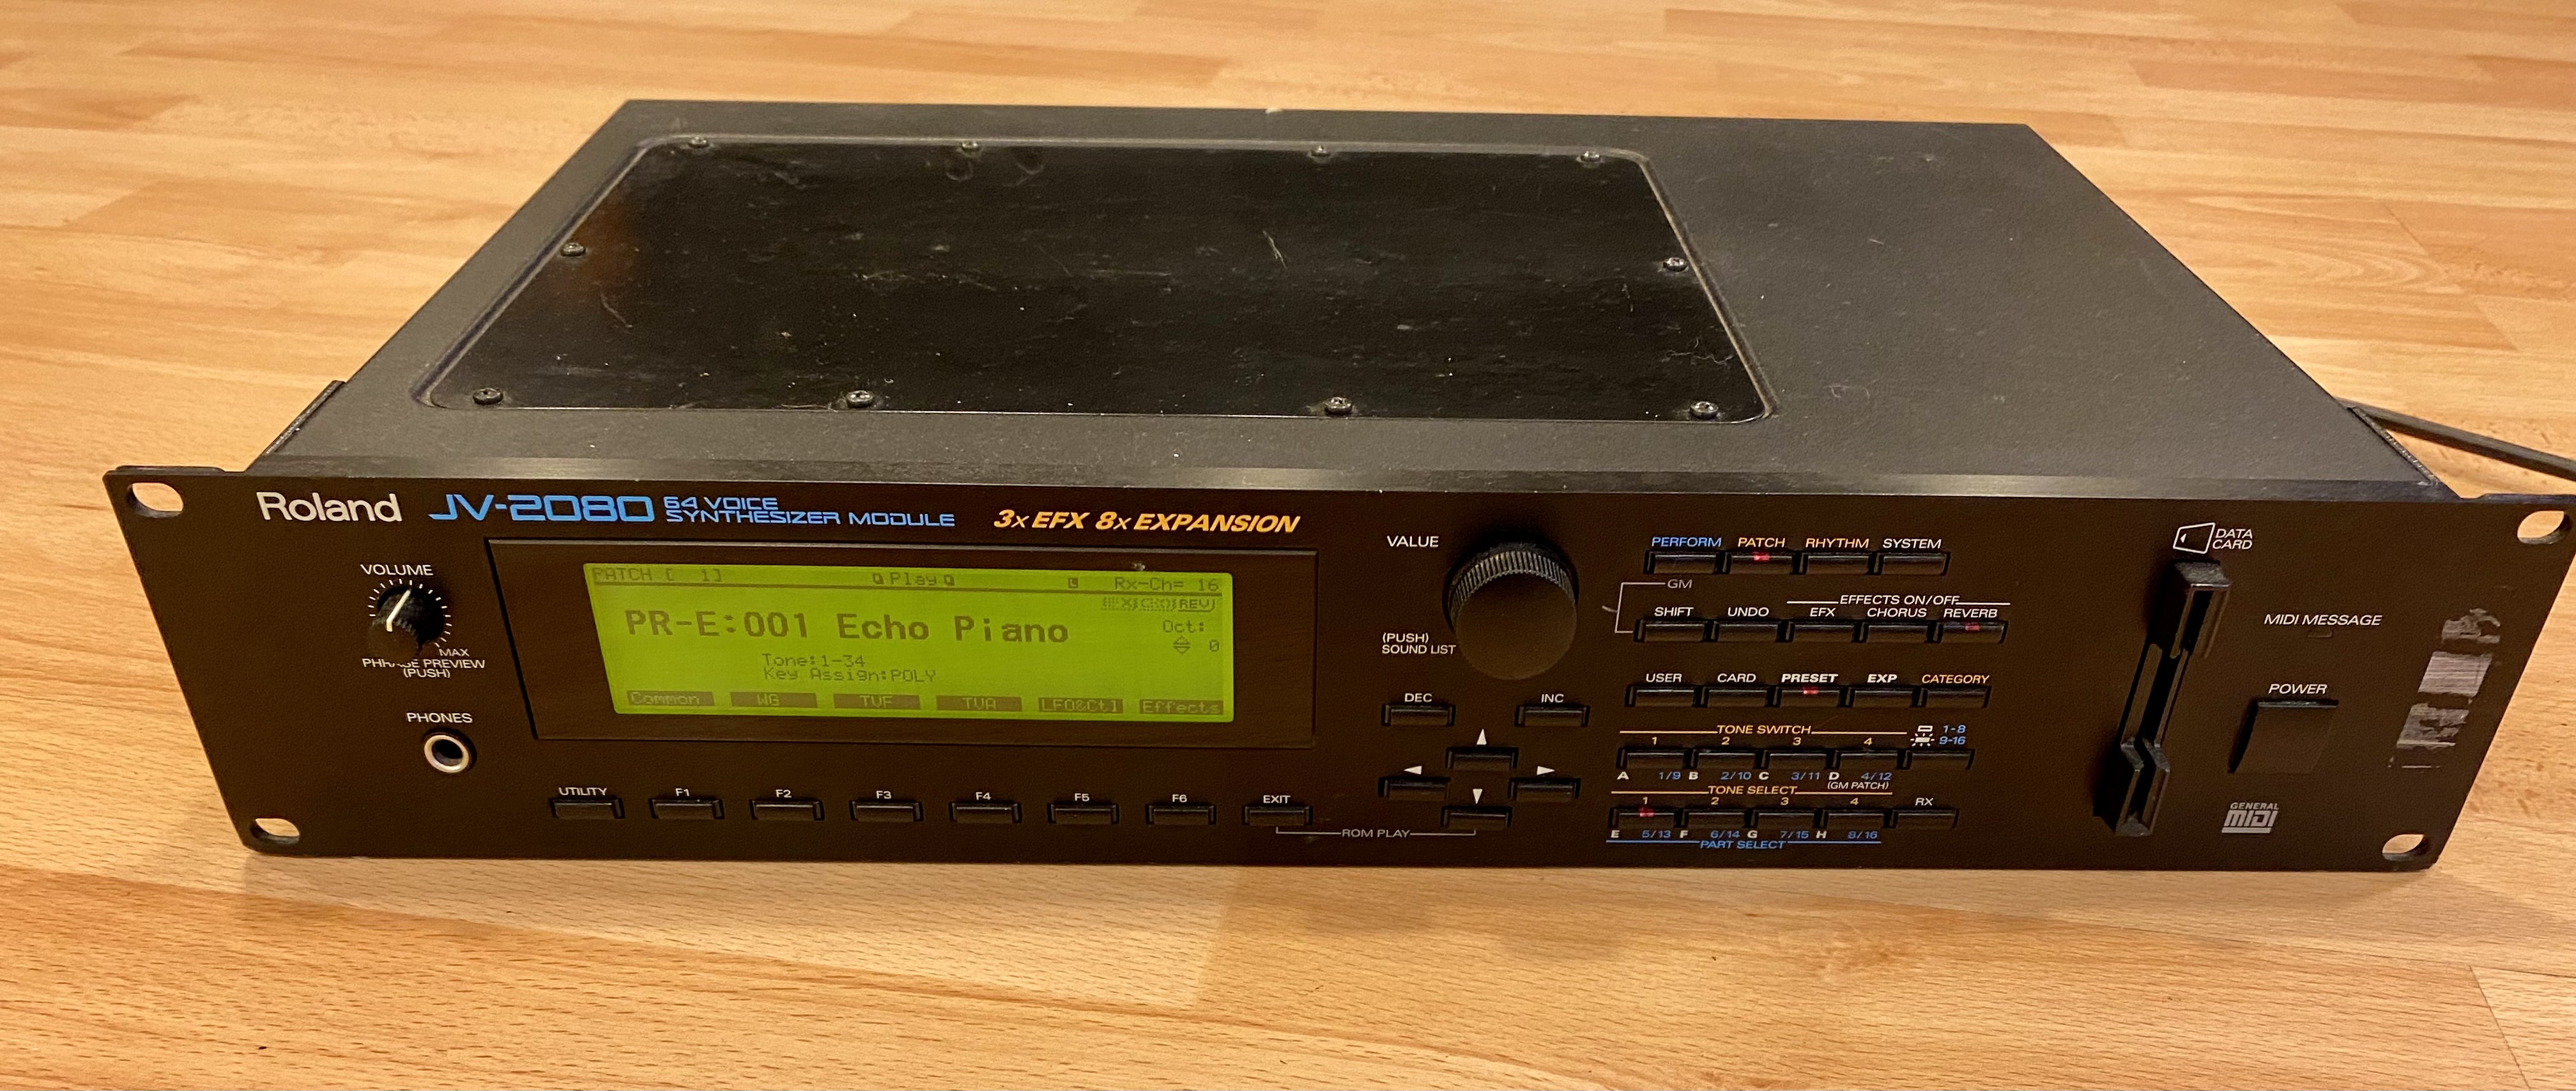 Roland JV-2080 64 VOICE SYNTHESIZER MODULE 3x EFX 8x EXPANSION
VOLUME
MAX
PHRASE PREVIEW
(PUSH)
PHONES
PATCH [ 1] Play Rx-Ch= 16
REV
PR-E:001 Echo Piano
Oct:
0
Tone:1-34
Key Assign:POLY
Common WG TVF TVA LFO&Ctl Effects
UTILITY F1 F2 F3 F4 F5 F6 EXIT
ROM PLAY
VALUE
(PUSH)
SOUND LIST
DEC INC
PERFORM PATCH RHYTHM SYSTEM
GM
EFFECTS ON/OFF
SHIFT UNDO EFX CHORUS REVERB
USER CARD PRESET EXP CATEGORY
TONE SWITCH
1 2 3 4
1-8
9-16
A 1/9 B 2/10 C 3/11 D 4/12
(GM PATCH)
TONE SELECT
1 2 3 4 RX
E 5/13 F 6/14 G 7/15 H 8/16
PART SELECT
DATA
CARD
MIDI MESSAGE
POWER
GENERAL
MIDI